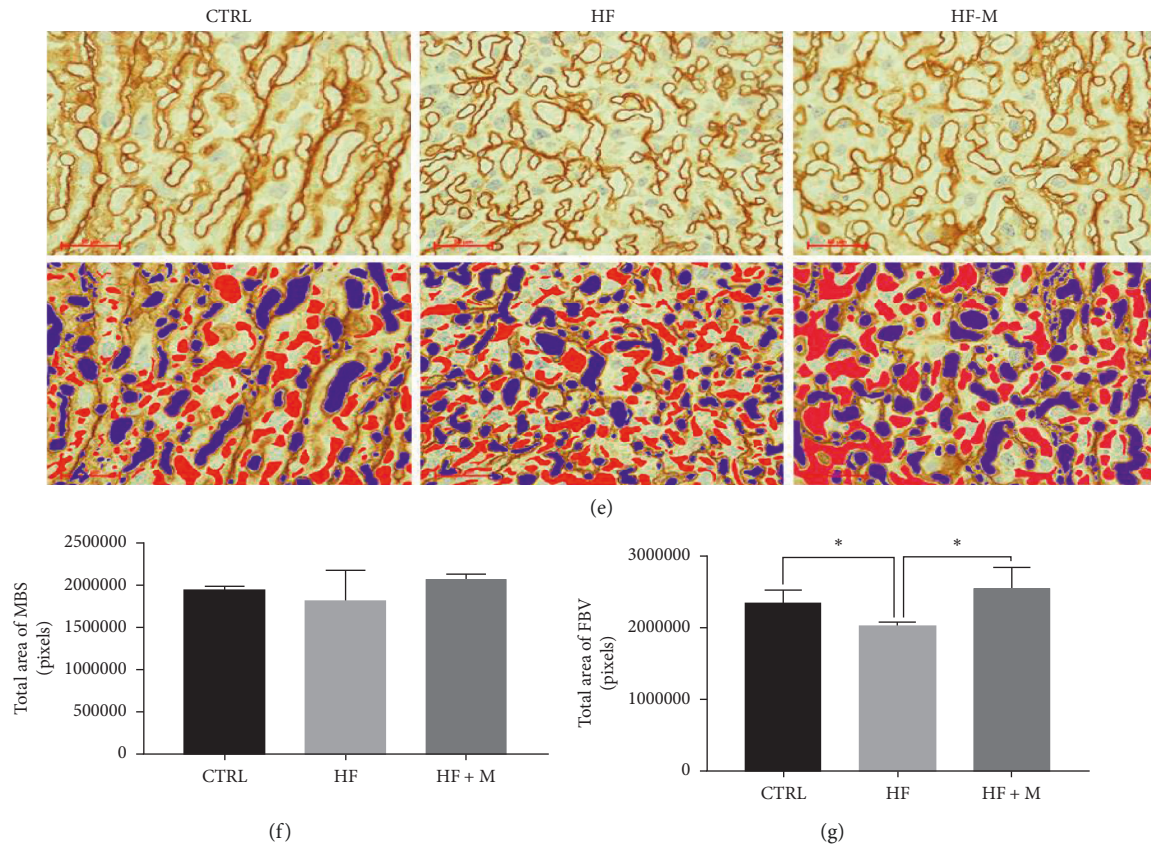 CTRL HF HF-M
(e)
2500000
2000000
1500000
1000000
500000
0
Total area of MBS
(pixels)
CTRL HF HF + M
(f)
3000000
2000000
1000000
0
Total area of FBV
(pixels)
* *
CTRL HF HF + M
(g)